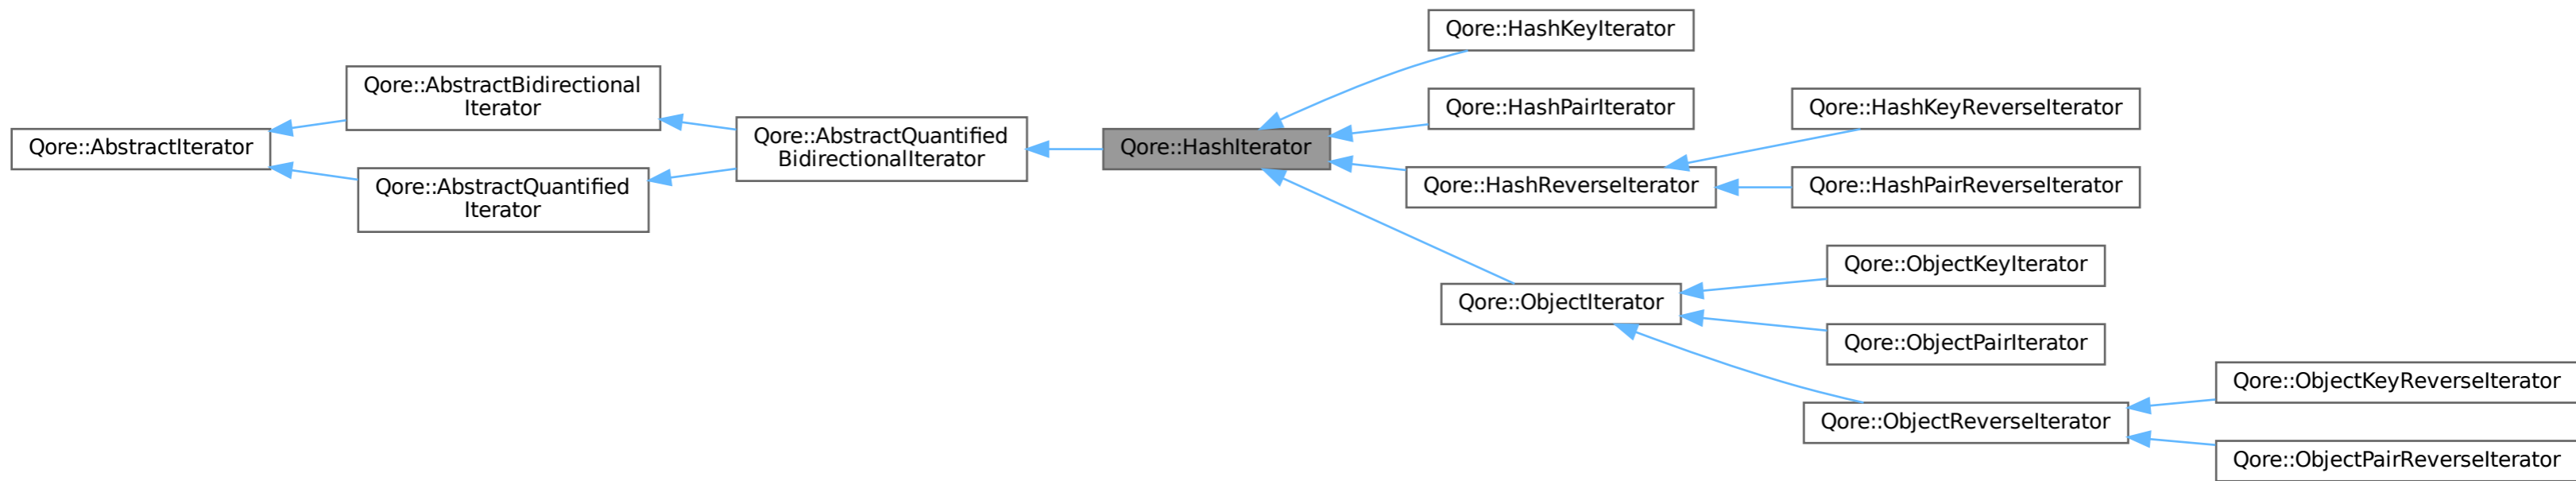 Qore::AbstractIterator
Qore::AbstractBidirectional
Iterator
Qore::AbstractQuantified
Iterator
Qore::AbstractQuantified
BidirectionalIterator
Qore::HashIterator
Qore::HashKeyIterator
Qore::HashPairIterator
Qore::HashReverseIterator
Qore::HashKeyReverseIterator
Qore::HashPairReverseIterator
Qore::ObjectIterator
Qore::ObjectKeyIterator
Qore::ObjectPairIterator
Qore::ObjectReverseIterator
Qore::ObjectKeyReverseIterator
Qore::ObjectPairReverseIterator